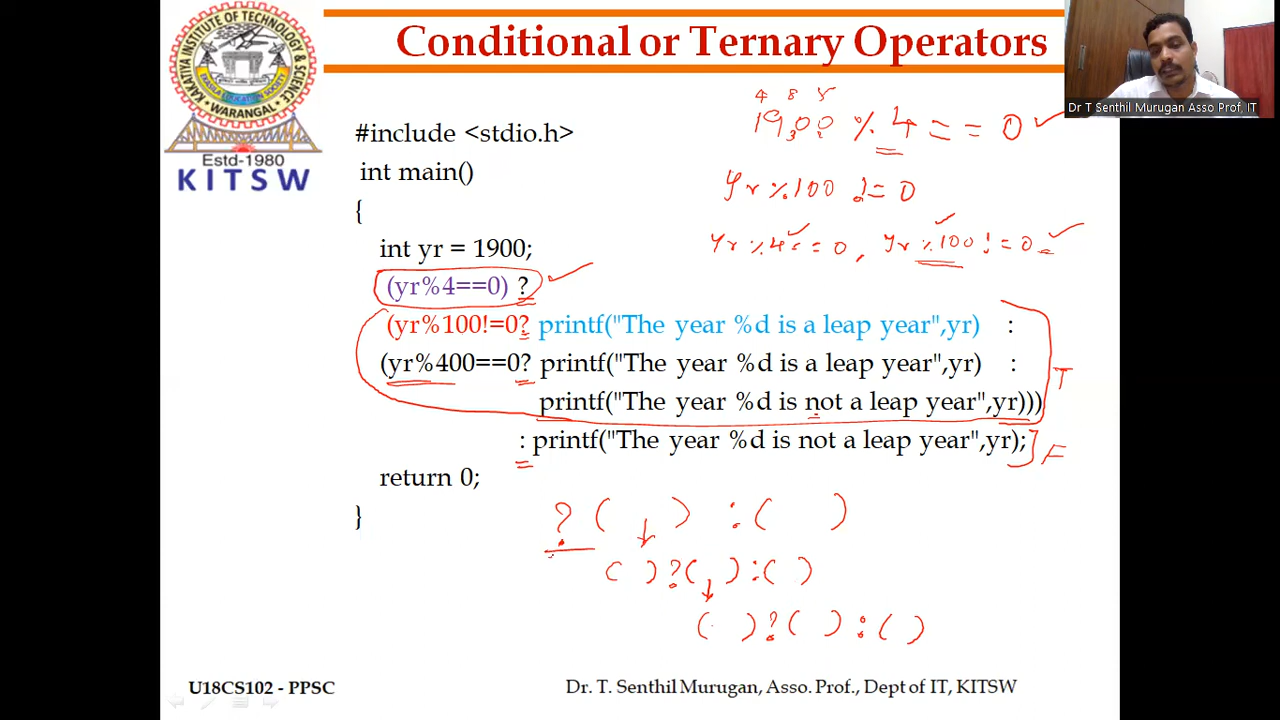 Conditional or Ternary Operators
KAKATIYA INSTITUTE OF TECHNOLOGY & SCIENCE
WARANGAL
Estd-1980
KITSW
Dr T Senthil Murugan Asso Prof, IT
#include <stdio.h>
int main()
{
int yr = 1900;
(yr%4==0) ?
(yr%100!=0? printf("The year %d is a leap year",yr) :
(yr%400==0? printf("The year %d is a leap year",yr) :
printf("The year %d is not a leap year",yr)))
: printf("The year %d is not a leap year",yr);
return 0;
}
1900 % 4 == 0
yr % 100 != 0
yr % 4 == 0, yr % 100 != 0
T
F
? ( ) : ( )
( ) ? ( ) : ( )
( ) ? ( ) : ( )
U18CS102 - PPSC
Dr. T. Senthil Murugan, Asso. Prof., Dept of IT, KITSW